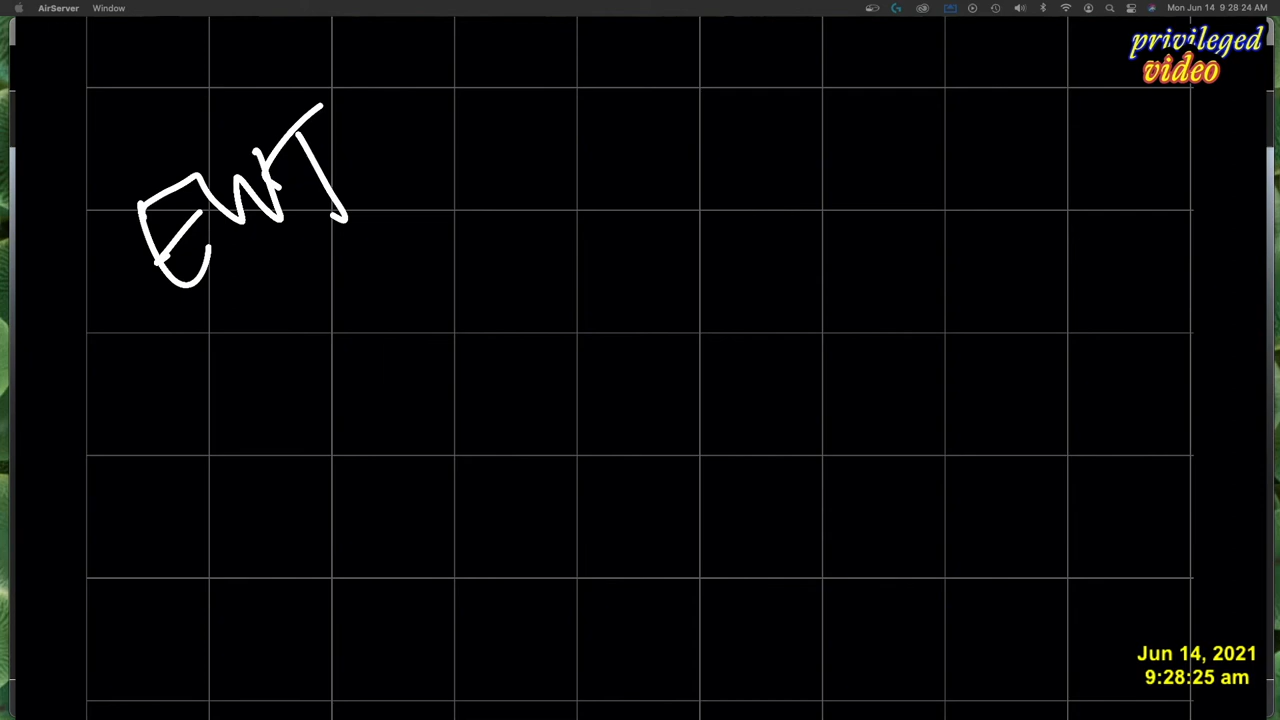 AirServer Window Mon Jun 14 9:28:24 AM
privileged
video
EWT
Jun 14, 2021
9:28:25 am